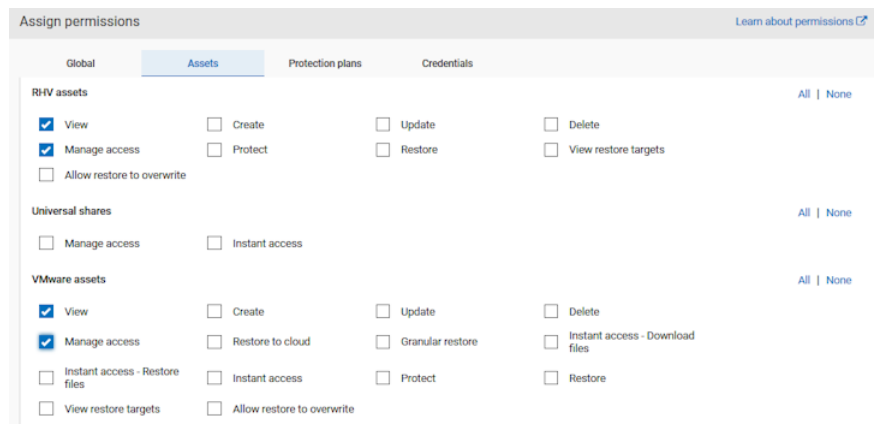 Assign permissions
Learn about permissions
Global Assets Protection plans Credentials
RHV assets
All | None
View Create Update Delete
Manage access Protect Restore View restore targets
Allow restore to overwrite
Universal shares
All | None
Manage access Instant access
VMware assets
All | None
View Create Update Delete
Manage access Restore to cloud Granular restore Instant access - Download
files
Instant access - Restore
files
Instant access Protect Restore
View restore targets Allow restore to overwrite